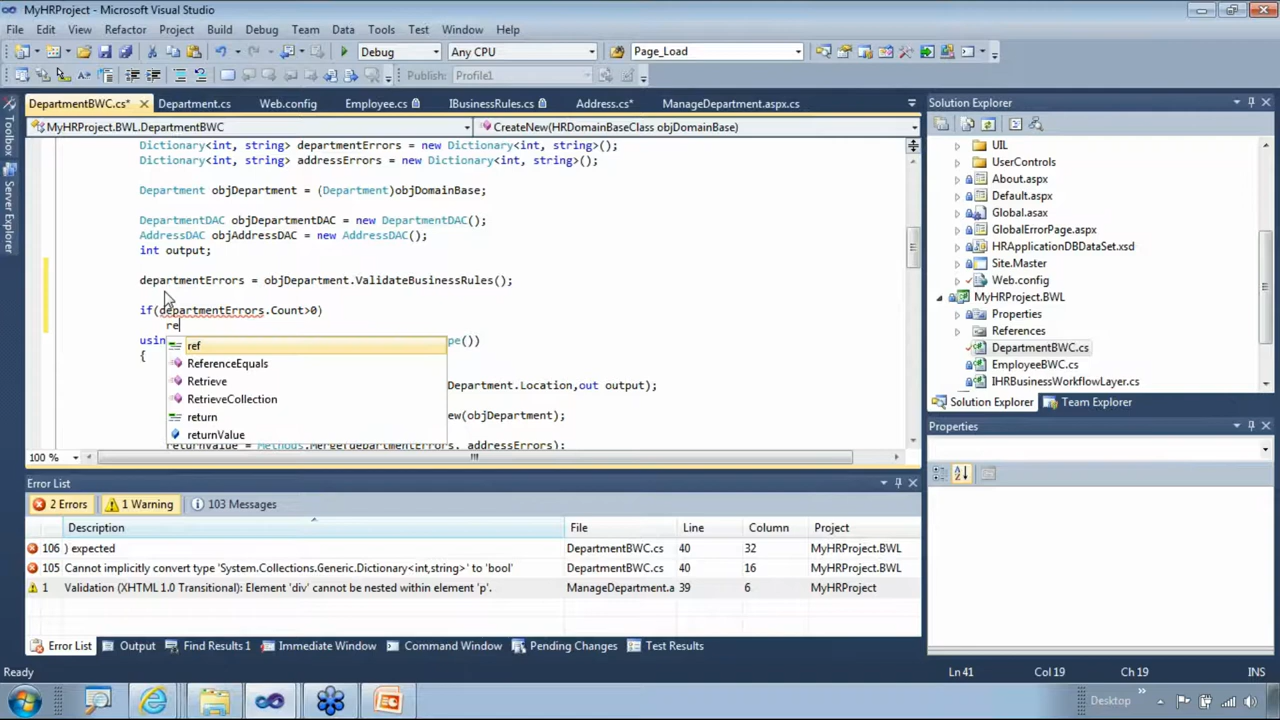 MyHRProject - Microsoft Visual Studio
File Edit View Refactor Project Build Debug Team Data Tools Test Window Help
Debug Any CPU Page_Load
Publish: Profile1
DepartmentBWC.cs* Department.cs Web.config Employee.cs IBusinessRules.cs Address.cs* ManageDepartment.aspx.cs
MyHRProject.BWL.DepartmentBWC CreateNew(HRDomainBaseClass objDomainBase)
Dictionary<int, string> departmentErrors = new Dictionary<int, string>();
Dictionary<int, string> addressErrors = new Dictionary<int, string>();
Department objDepartment = (Department)objDomainBase;
DepartmentDAC objDepartmentDAC = new DepartmentDAC();
AddressDAC objAddressDAC = new AddressDAC();
int output;
departmentErrors = objDepartment.ValidateBusinessRules();
if(departmentErrors.Count>0)
re
usin pe())
{
Department.Location,out output);
ew(objDepartment);
returnValue = Methods.MergeDepartmentErrors, addressErrors);
ref
ReferenceEquals
Retrieve
RetrieveCollection
return
returnValue
100 %
Toolbox
Server Explorer
Solution Explorer
UIL
UserControls
About.aspx
Default.aspx
Global.asax
GlobalErrorPage.aspx
HRApplicationDBDataSet.xsd
Site.Master
Web.config
MyHRProject.BWL
Properties
References
DepartmentBWC.cs
EmployeeBWC.cs
IHRBusinessWorkflowLayer.cs
Solution Explorer Team Explorer
Properties
Error List
2 Errors 1 Warning 103 Messages
Description File Line Column Project
106 ) expected DepartmentBWC.cs 40 32 MyHRProject.BWL
105 Cannot implicitly convert type 'System.Collections.Generic.Dictionary<int,string>' to 'bool' DepartmentBWC.cs 40 16 MyHRProject.BWL
1 Validation (XHTML 1.0 Transitional): Element 'div' cannot be nested within element 'p'. ManageDepartment.a 39 6 MyHRProject
Error List Output Find Results 1 Immediate Window Command Window Pending Changes Test Results
Ready Ln 41 Col 19 Ch 19 INS
Desktop